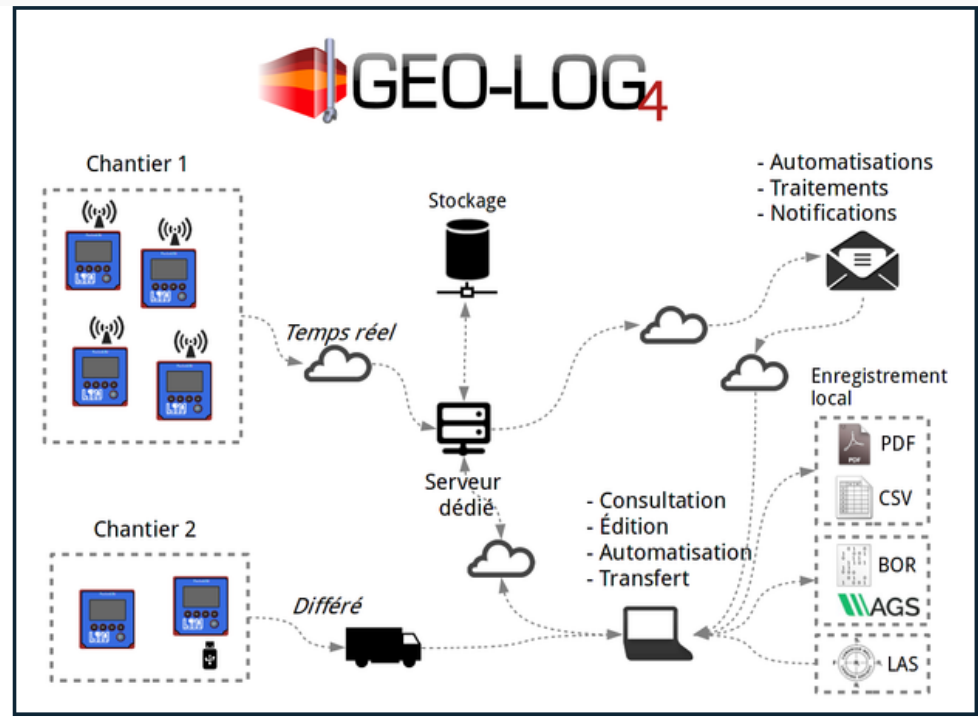 GEO-LOG4
Chantier 1
- Automatisations
- Traitements
- Notifications
Stockage
Temps réel
Enregistrement
local
PDF
PDF
CSV
Serveur
dédié
- Consultation
- Édition
- Automatisation
- Transfert
Chantier 2
BOR
AGS
Différé
LAS